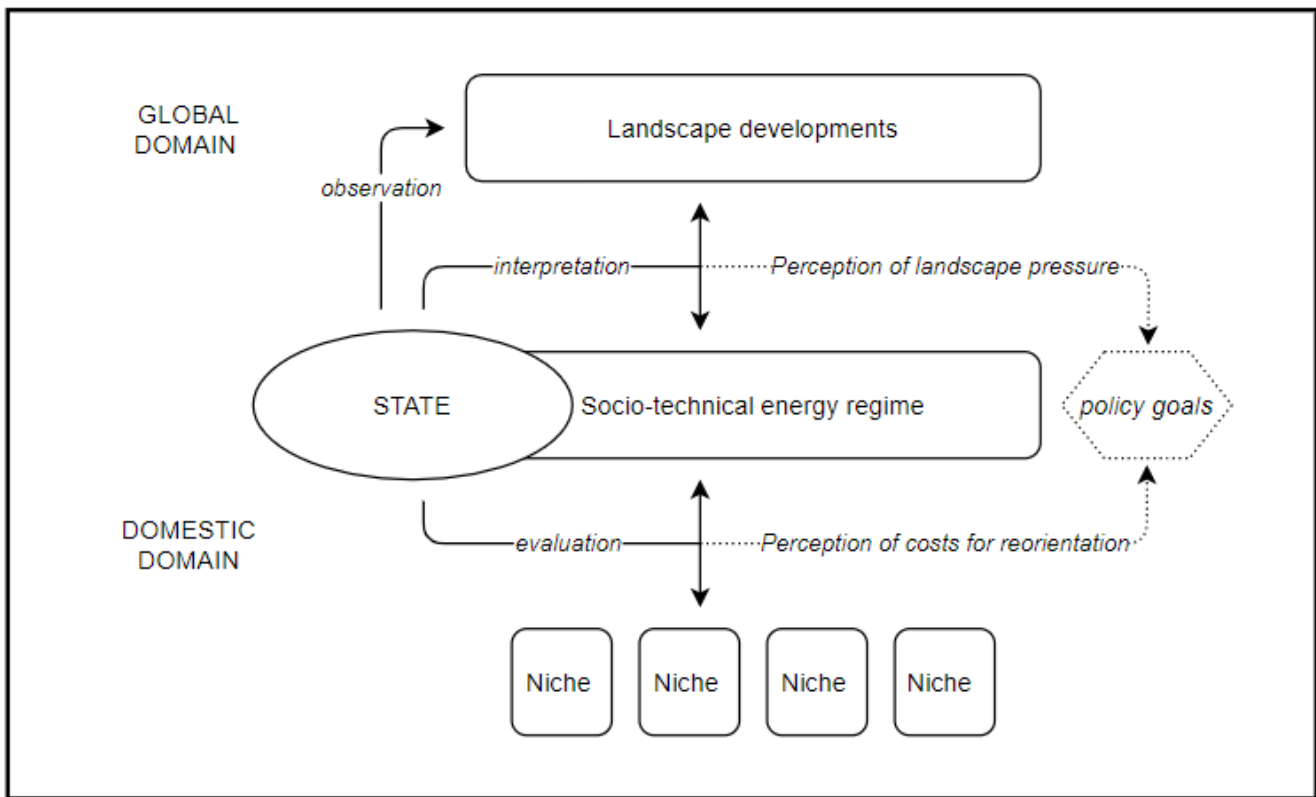 GLOBAL
DOMAIN
Landscape developments
observation
interpretation
Perception of landscape pressure
STATE
Socio-technical energy regime
policy goals
DOMESTIC
DOMAIN
evaluation
Perception of costs for reorientation
Niche
Niche
Niche
Niche